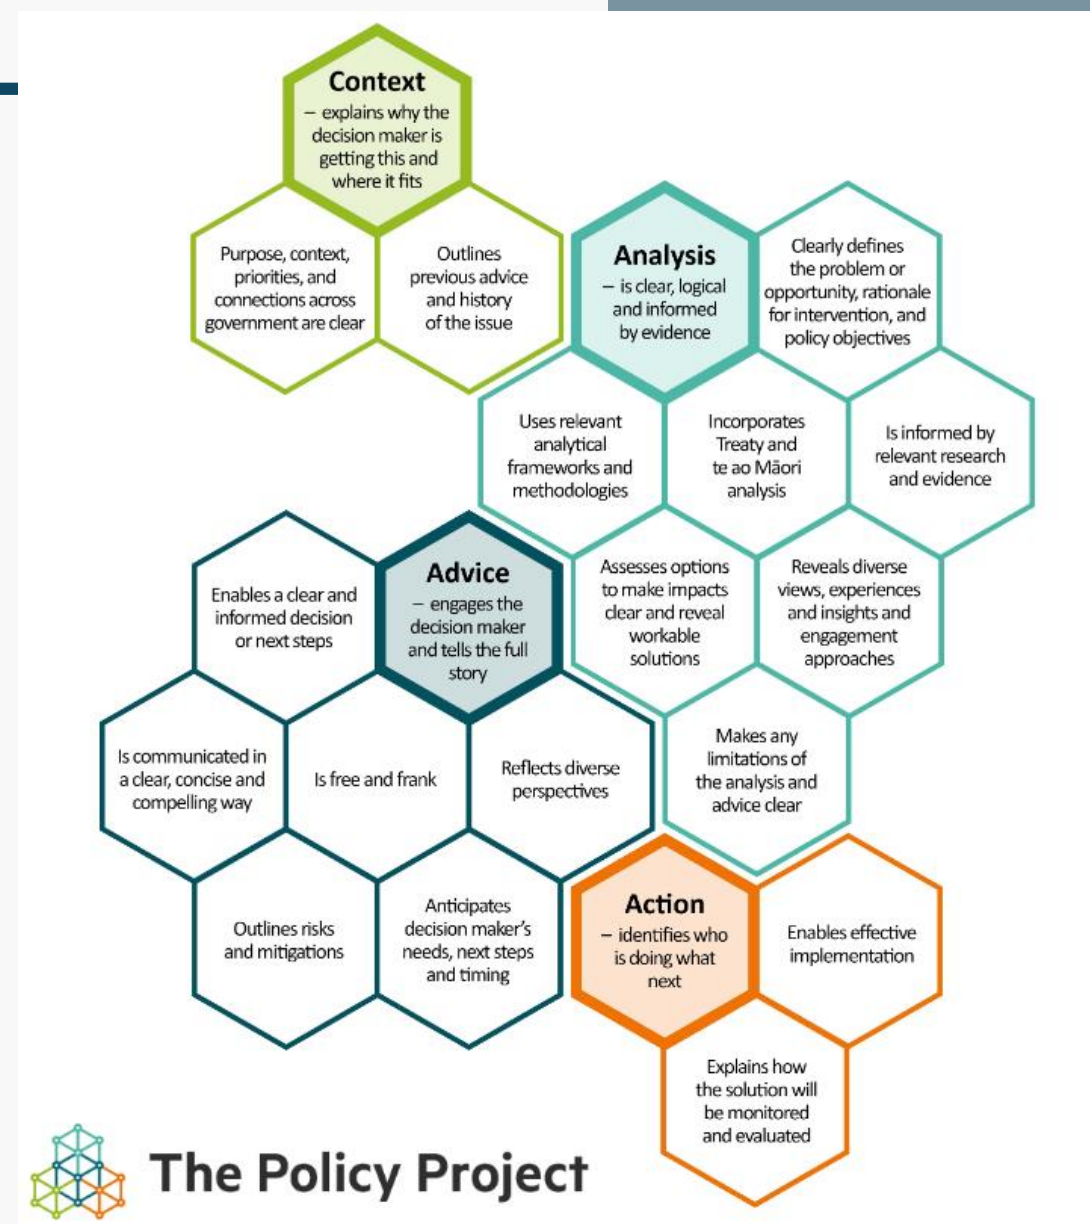 Context
– explains why the
decision maker is
getting this and
where it fits
Purpose, context,
priorities, and
connections across
government are clear
Outlines
previous advice
and history
of the issue
Analysis
– is clear, logical
and informed
by evidence
Clearly defines
the problem or
opportunity, rationale
for intervention, and
policy objectives
Uses relevant
analytical
frameworks and
methodologies
Incorporates
Treaty and
te ao Māori
analysis
Is informed by
relevant research
and evidence
Assesses options
to make impacts
clear and reveal
workable
solutions
Reveals diverse
views, experiences
and insights and
engagement
approaches
Makes any
limitations of
the analysis and
advice clear
Advice
– engages the
decision maker
and tells the full
story
Enables a clear and
informed decision
or next steps
Is communicated in
a clear, concise and
compelling way
Is free and frank
Reflects diverse
perspectives
Outlines risks
and mitigations
Anticipates
decision maker’s
needs, next steps
and timing
Action
– identifies who
is doing what
next
Enables effective
implementation
Explains how
the solution will
be monitored
and evaluated
The Policy Project